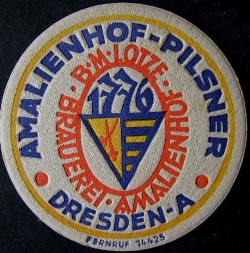 AMALIENHOF-PILSNER
B·M·LOTZE·
1776
BRAUEREI·AMALIENHOF
DRESDEN-A·
FERNRUF 14425